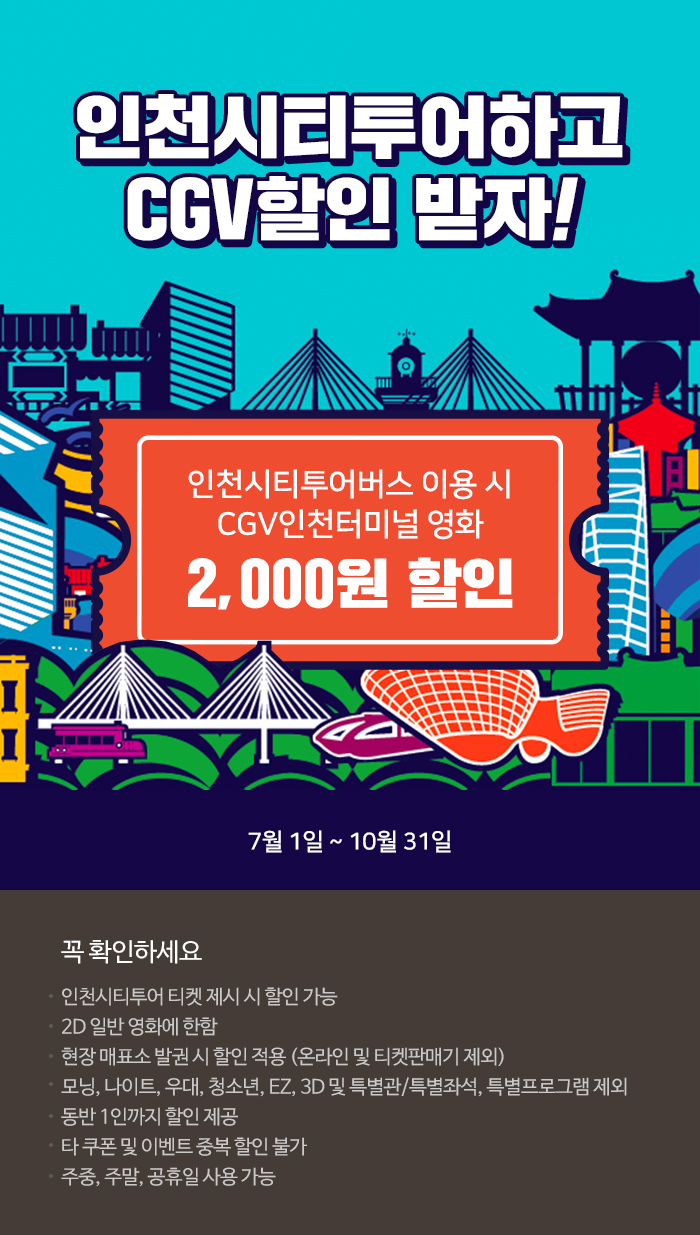 인천시티투어하고
CGV할인 받자!
인천시티투어버스 이용 시
CGV인천터미널 영화
2,000원 할인
7월 1일 ~ 10월 31일
꼭 확인하세요
· 인천시티투어 티켓 제시 시 할인 가능
· 2D 일반 영화에 한함
· 현장 매표소 발권 시 할인 적용 (온라인 및 티켓판매기 제외)
· 모닝, 나이트, 우대, 청소년, EZ, 3D 및 특별관/특별좌석, 특별프로그램 제외
· 동반 1인까지 할인 제공
· 타 쿠폰 및 이벤트 중복 할인 불가
· 주중, 주말, 공휴일 사용 가능